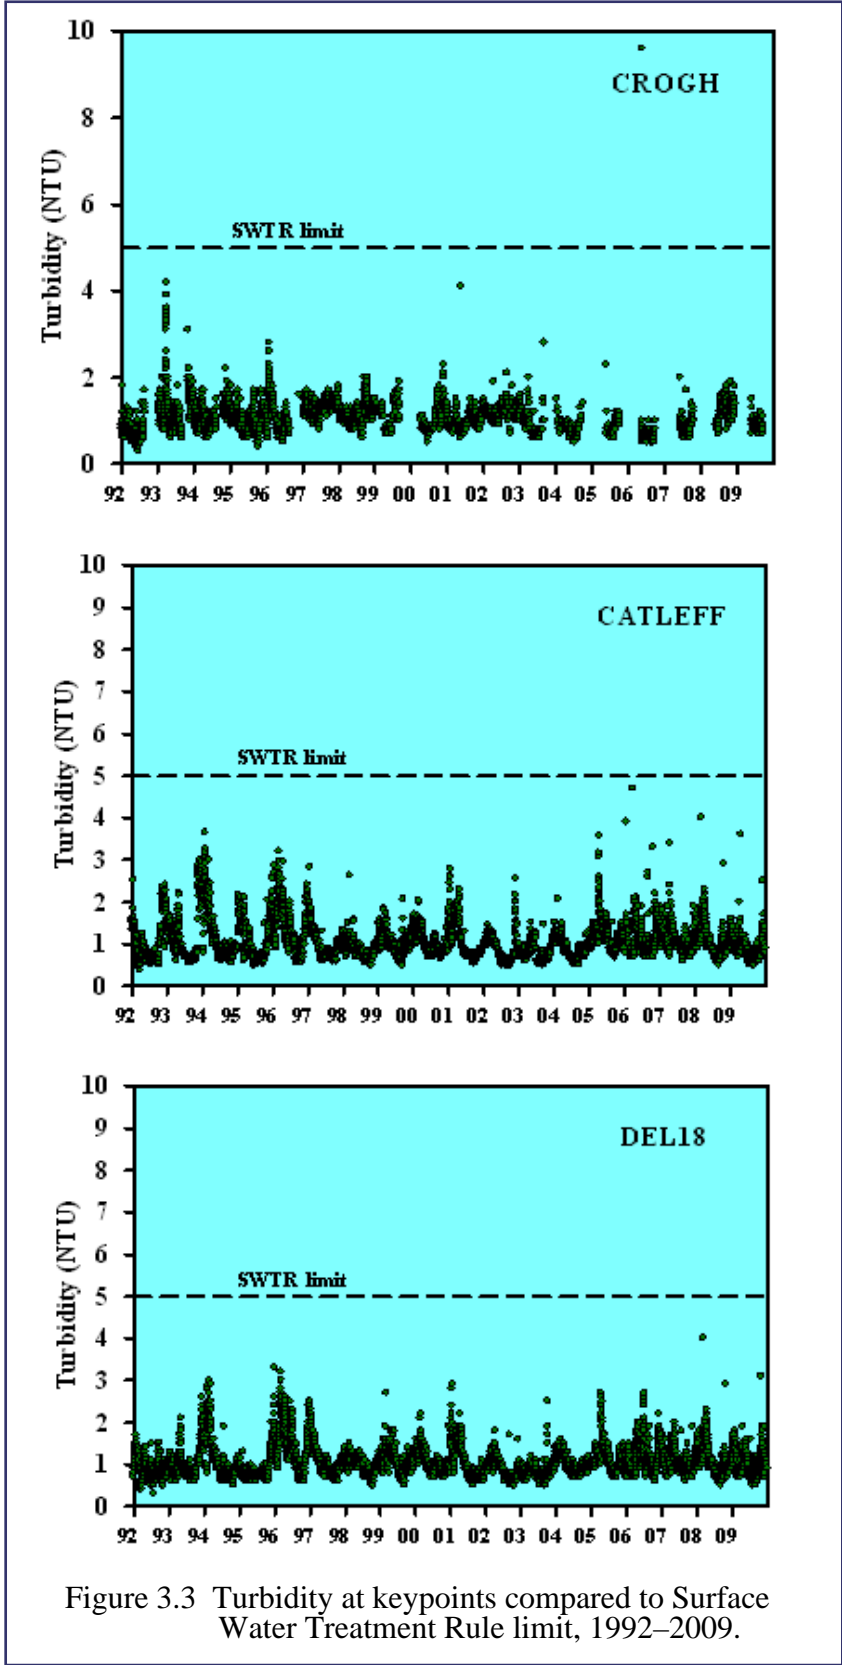 10
CROGH
8
6
SWTR limit
4
2
0
Turbidity (NTU)
92 93 94 95 96 97 98 99 00 01 02 03 04 05 06 07 08 09
10
CATLEFF
9
8
7
6
SWTR limit
5
4
3
2
1
0
Turbidity (NTU)
92 93 94 95 96 97 98 99 00 01 02 03 04 05 06 07 08 09
10
DEL18
9
8
7
6
SWTR limit
5
4
3
2
1
0
Turbidity (NTU)
92 93 94 95 96 97 98 99 00 01 02 03 04 05 06 07 08 09
Figure 3.3 Turbidity at keypoints compared to Surface
Water Treatment Rule limit, 1992–2009.